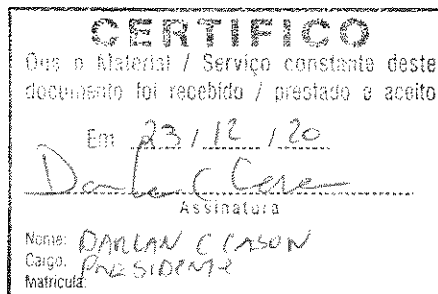 CERTIFICO
Que o Material / Serviço constante deste
documento foi recebido / prestado e aceito
Em 23 / 12 / 20
Assinatura
Nome: DARLAN C CASON
Cargo. PRESIDENTE
Matrícula: